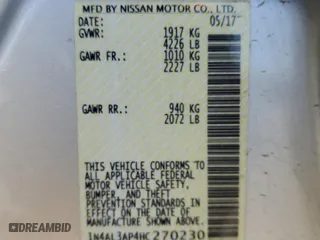 MFD BY NISSAN MOTOR CO., LTD.
DATE: 05/17
GVWR: 1917 KG
4226 LB
GAWR FR: 1010 KG
2227 LB
GAWR RR: 940 KG
2072 LB
THIS VEHICLE CONFORMS TO
ALL APPLICABLE FEDERAL
MOTOR VEHICLE SAFETY,
BUMPER, AND THEFT
PREVENTION STANDARDS
IN EFFECT ON THE DATE OF
MANUFACTURE SHOWN ABOVE.
1N4AL3AP4HC270230
DREAMBID